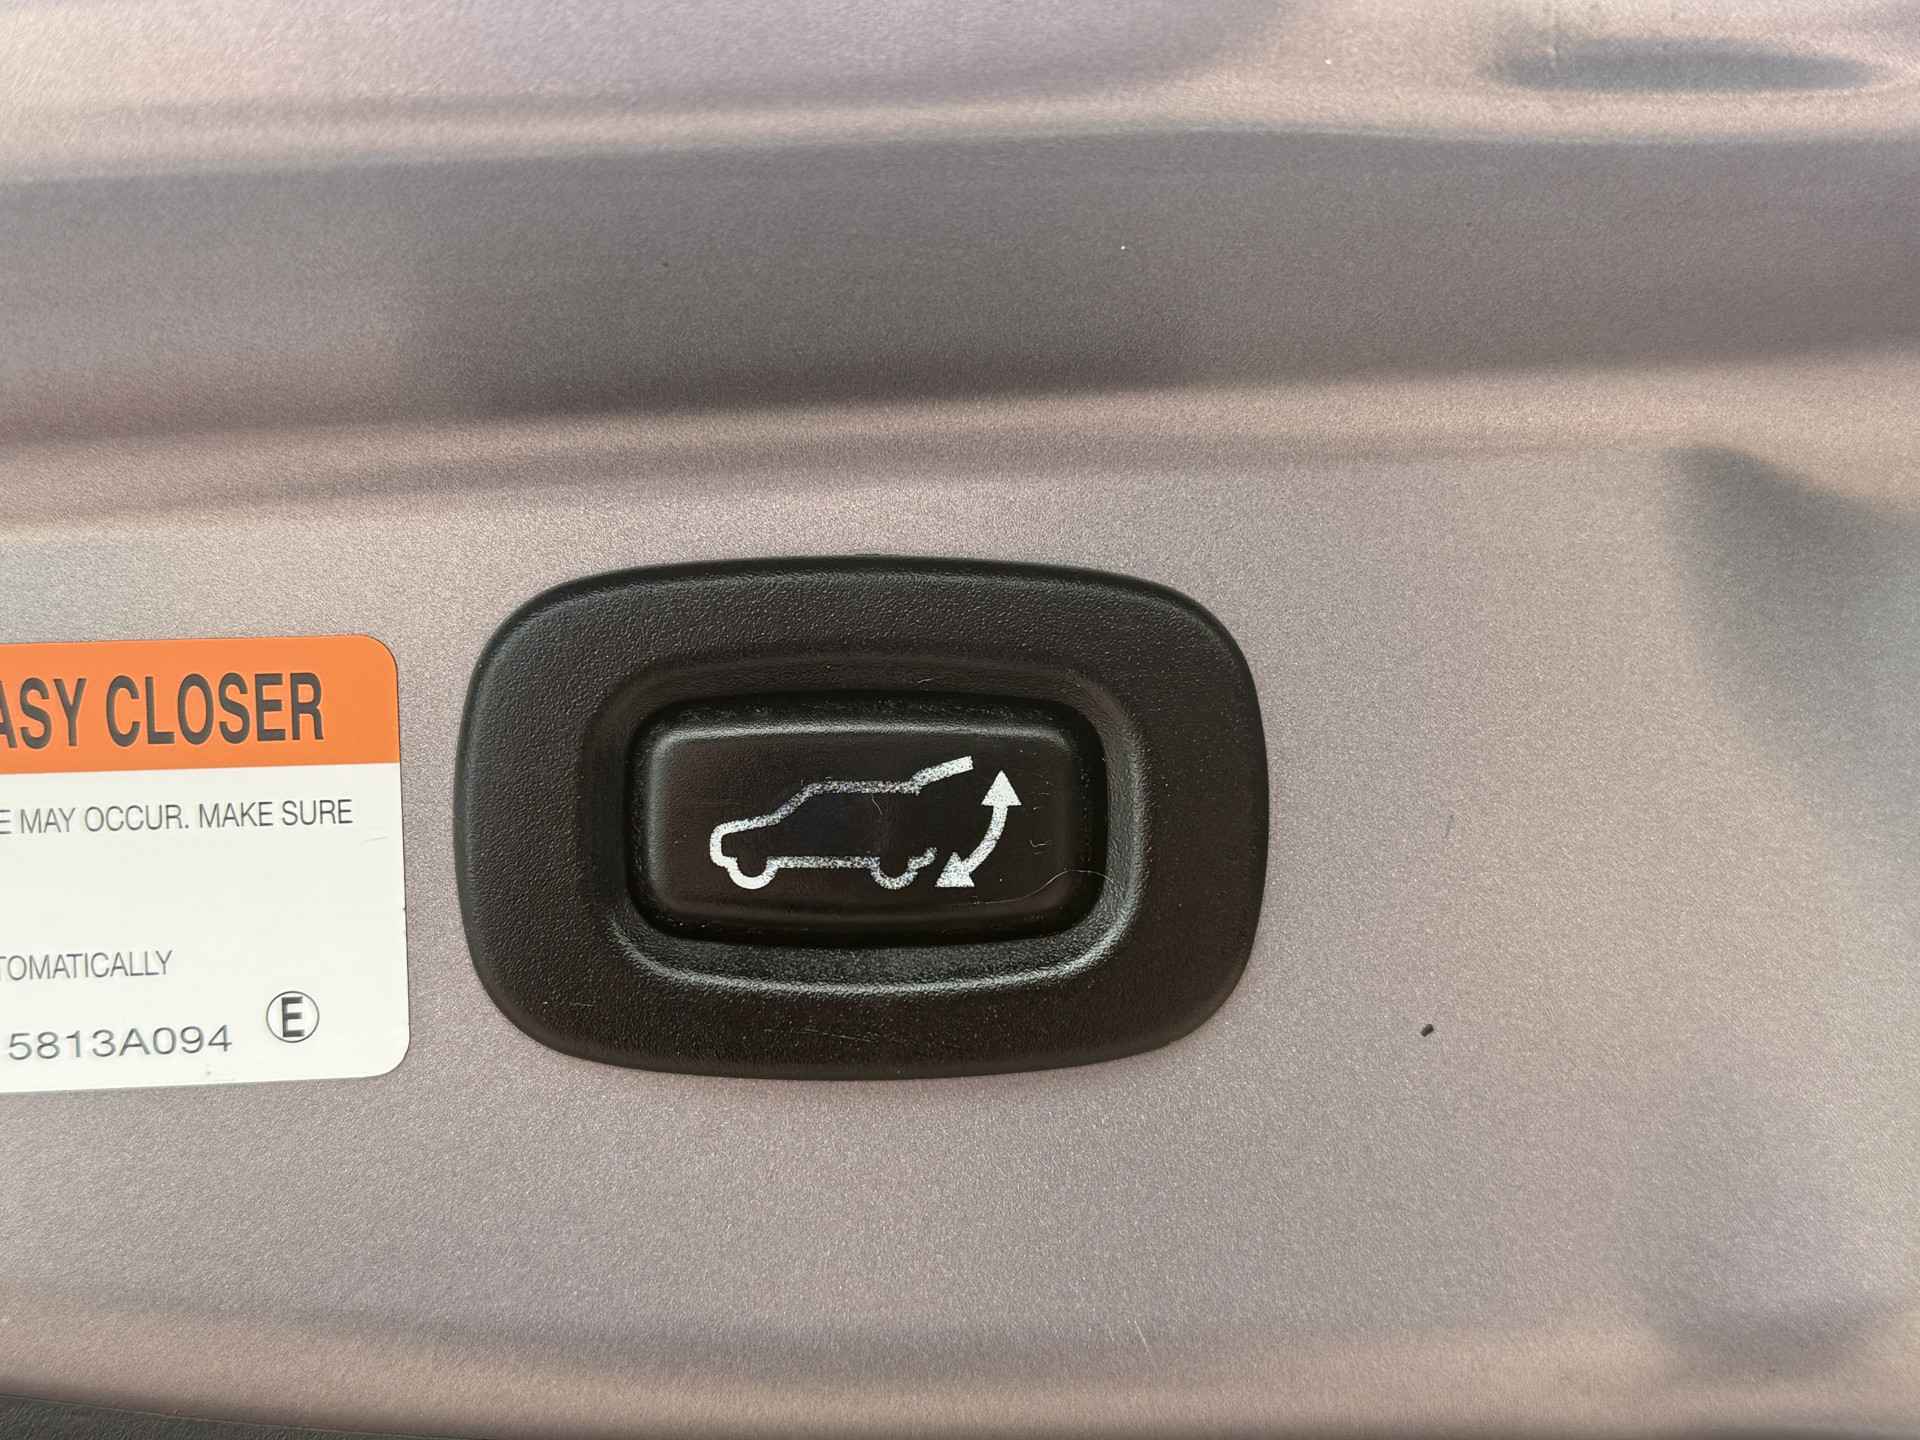 ASY CLOSER
E MAY OCCUR. MAKE SURE
TOMATICALLY
5813A094 E